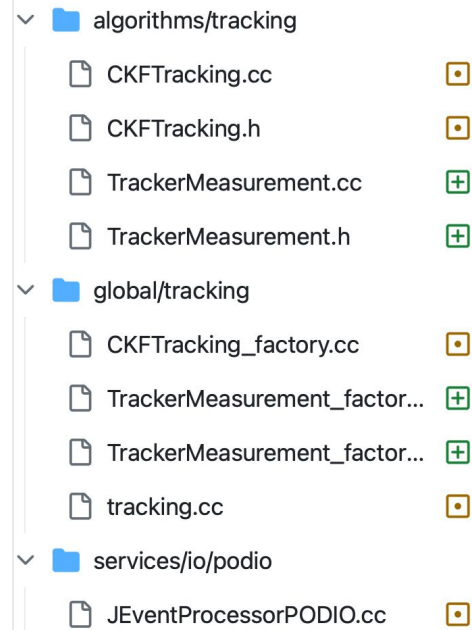 algorithms/tracking
CKFTracking.cc
CKFTracking.h
TrackerMeasurement.cc
TrackerMeasurement.h
global/tracking
CKFTracking_factory.cc
TrackerMeasurement_factor...
TrackerMeasurement_factor...
tracking.cc
services/io/podio
JEventProcessorPODIO.cc